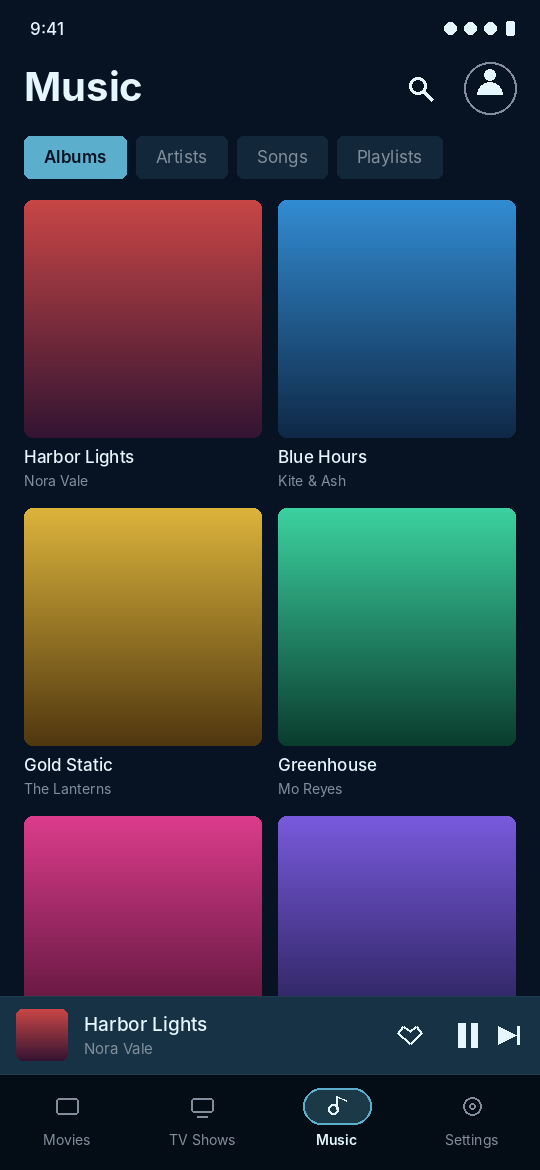 9:41
Music
Albums Artists Songs Playlists
Harbor Lights Blue Hours
Nora Vale Kite & Ash
Gold Static Greenhouse
The Lanterns Mo Reyes
Harbor Lights
Nora Vale
Movies TV Shows Music Settings